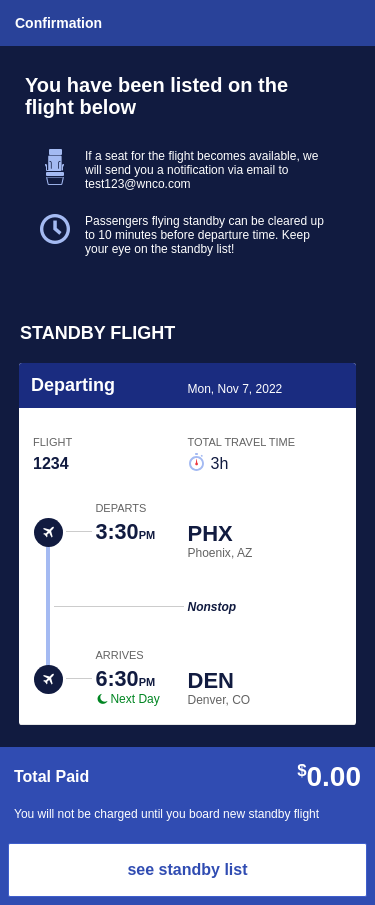 Confirmation
You have been listed on the
flight below
If a seat for the flight becomes available, we
will send you a notification via email to
test123@wnco.com
Passengers flying standby can be cleared up
to 10 minutes before departure time. Keep
your eye on the standby list!
STANDBY FLIGHT
Departing Mon, Nov 7, 2022
FLIGHT TOTAL TRAVEL TIME
1234 3h
DEPARTS
3:30PM PHX
Phoenix, AZ
Nonstop
ARRIVES
6:30PM DEN
Next Day Denver, CO
Total Paid $0.00
You will not be charged until you board new standby flight
see standby list